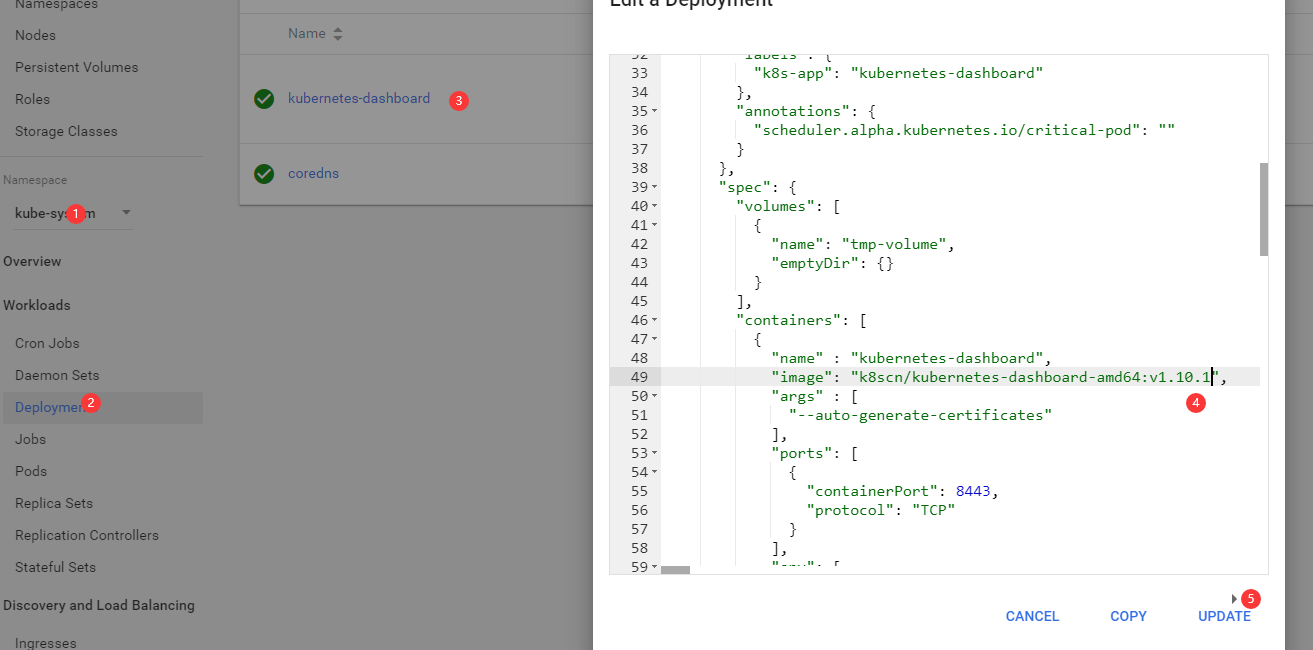 Namespaces
Nodes
Persistent Volumes
Roles
Storage Classes
Namespace
kube-system
1
Overview
Workloads
Cron Jobs
Daemon Sets
2
Jobs
Pods
Replica Sets
Replication Controllers
Stateful Sets
Discovery and Load Balancing
Ingresses
Name
kubernetes-dashboard
3
coredns
Edit a Deployment
32 "labels": {
33 "k8s-app": "kubernetes-dashboard"
34 },
35 "annotations": {
36 "scheduler.alpha.kubernetes.io/critical-pod": ""
37 }
38 },
39 "spec": {
40 "volumes": [
41 {
42 "name": "tmp-volume",
43 "emptyDir": {}
44 }
45 ],
46 "containers": [
47 {
48 "name" : "kubernetes-dashboard",
49 "image": "k8scn/kubernetes-dashboard-amd64:v1.10.1",
4
50 "args" : [
51 "--auto-generate-certificates"
52 ],
53 "ports": [
54 {
55 "containerPort": 8443,
56 "protocol": "TCP"
57 }
58 ],
59
5
CANCEL
COPY
UPDATE